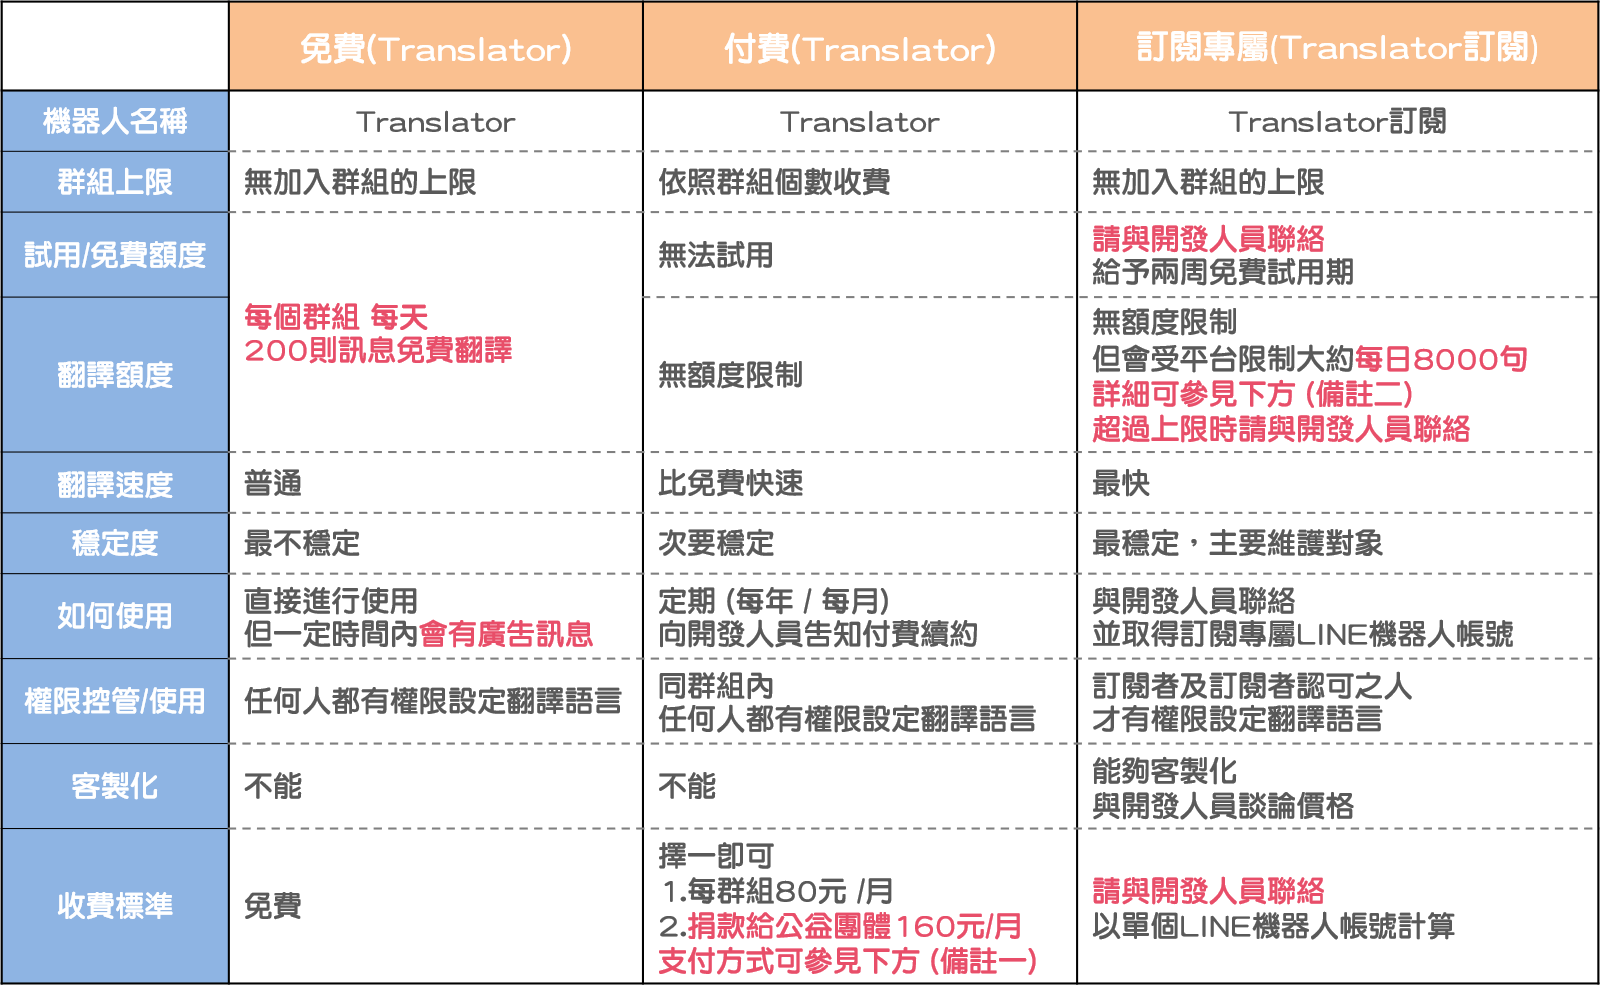 免費(Translator)
付費(Translator)
訂閱專屬(Translator訂閱)
機器人名稱
Translator
Translator
Translator訂閱
群組上限
無加入群組的上限
依照群組個數收費
無加入群組的上限
試用/免費額度
每個群組 每天
200則訊息免費翻譯
無法試用
請與開發人員聯絡
給予兩周免費試用期
翻譯額度
無額度限制
無額度限制
但會受平台限制大約每日8000句
詳細可參見下方 (備註二)
超過上限時請與開發人員聯絡
翻譯速度
普通
比免費快速
最快
穩定度
最不穩定
次要穩定
最穩定，主要維護對象
如何使用
直接進行使用
但一定時間內會有廣告訊息
定期 (每年 / 每月)
向開發人員告知付費續約
與開發人員聯絡
並取得訂閱專屬LINE機器人帳號
權限控管/使用
任何人都有權限設定翻譯語言
同群組內
任何人都有權限設定翻譯語言
訂閱者及訂閱者認可之人
才有權限設定翻譯語言
客製化
不能
不能
能夠客製化
與開發人員談論價格
收費標準
免費
擇一即可
1.每群組80元 /月
2.捐款給公益團體160元/月
支付方式可參見下方 (備註一)
請與開發人員聯絡
以單個LINE機器人帳號計算